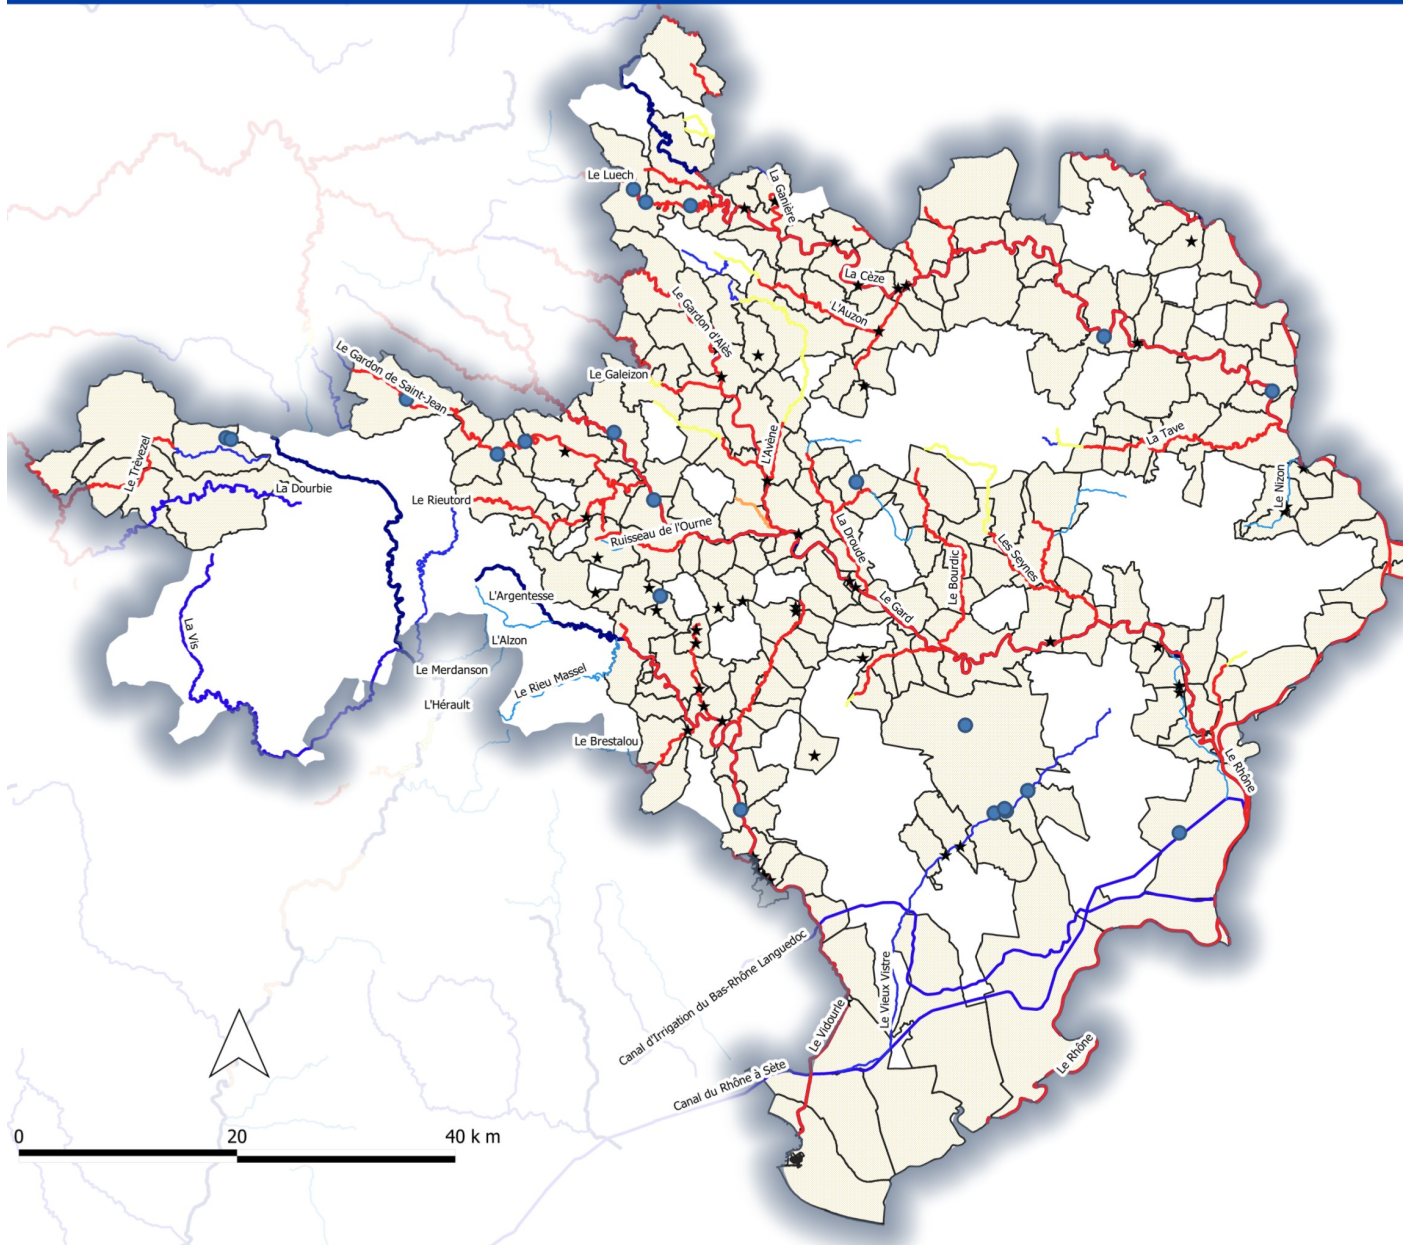 Le Luech
La Ganière
La Cèze
L'Auzon
Le Gardon d'Alès
Le Gardon de Saint-Jean
Le Galeizon
L'Avène
La Tave
Le Trévezel
La Dourbie
Le Rieutord
Le Nizon
Ruisseau de l'Ourne
La Droude
Les Seynes
Le Bourdic
L'Argentesse
Le Gard
La Vis
L'Alzon
Le Merdanson
Le Rieu Massel
L'Hérault
Le Brestalou
Le Rhône
Canal d'Irrigation du Bas-Rhône Languedoc
Le Vieux Vistre
Le Vidourle
Le Rhône
Canal du Rhône à Sète
0 20 40 km